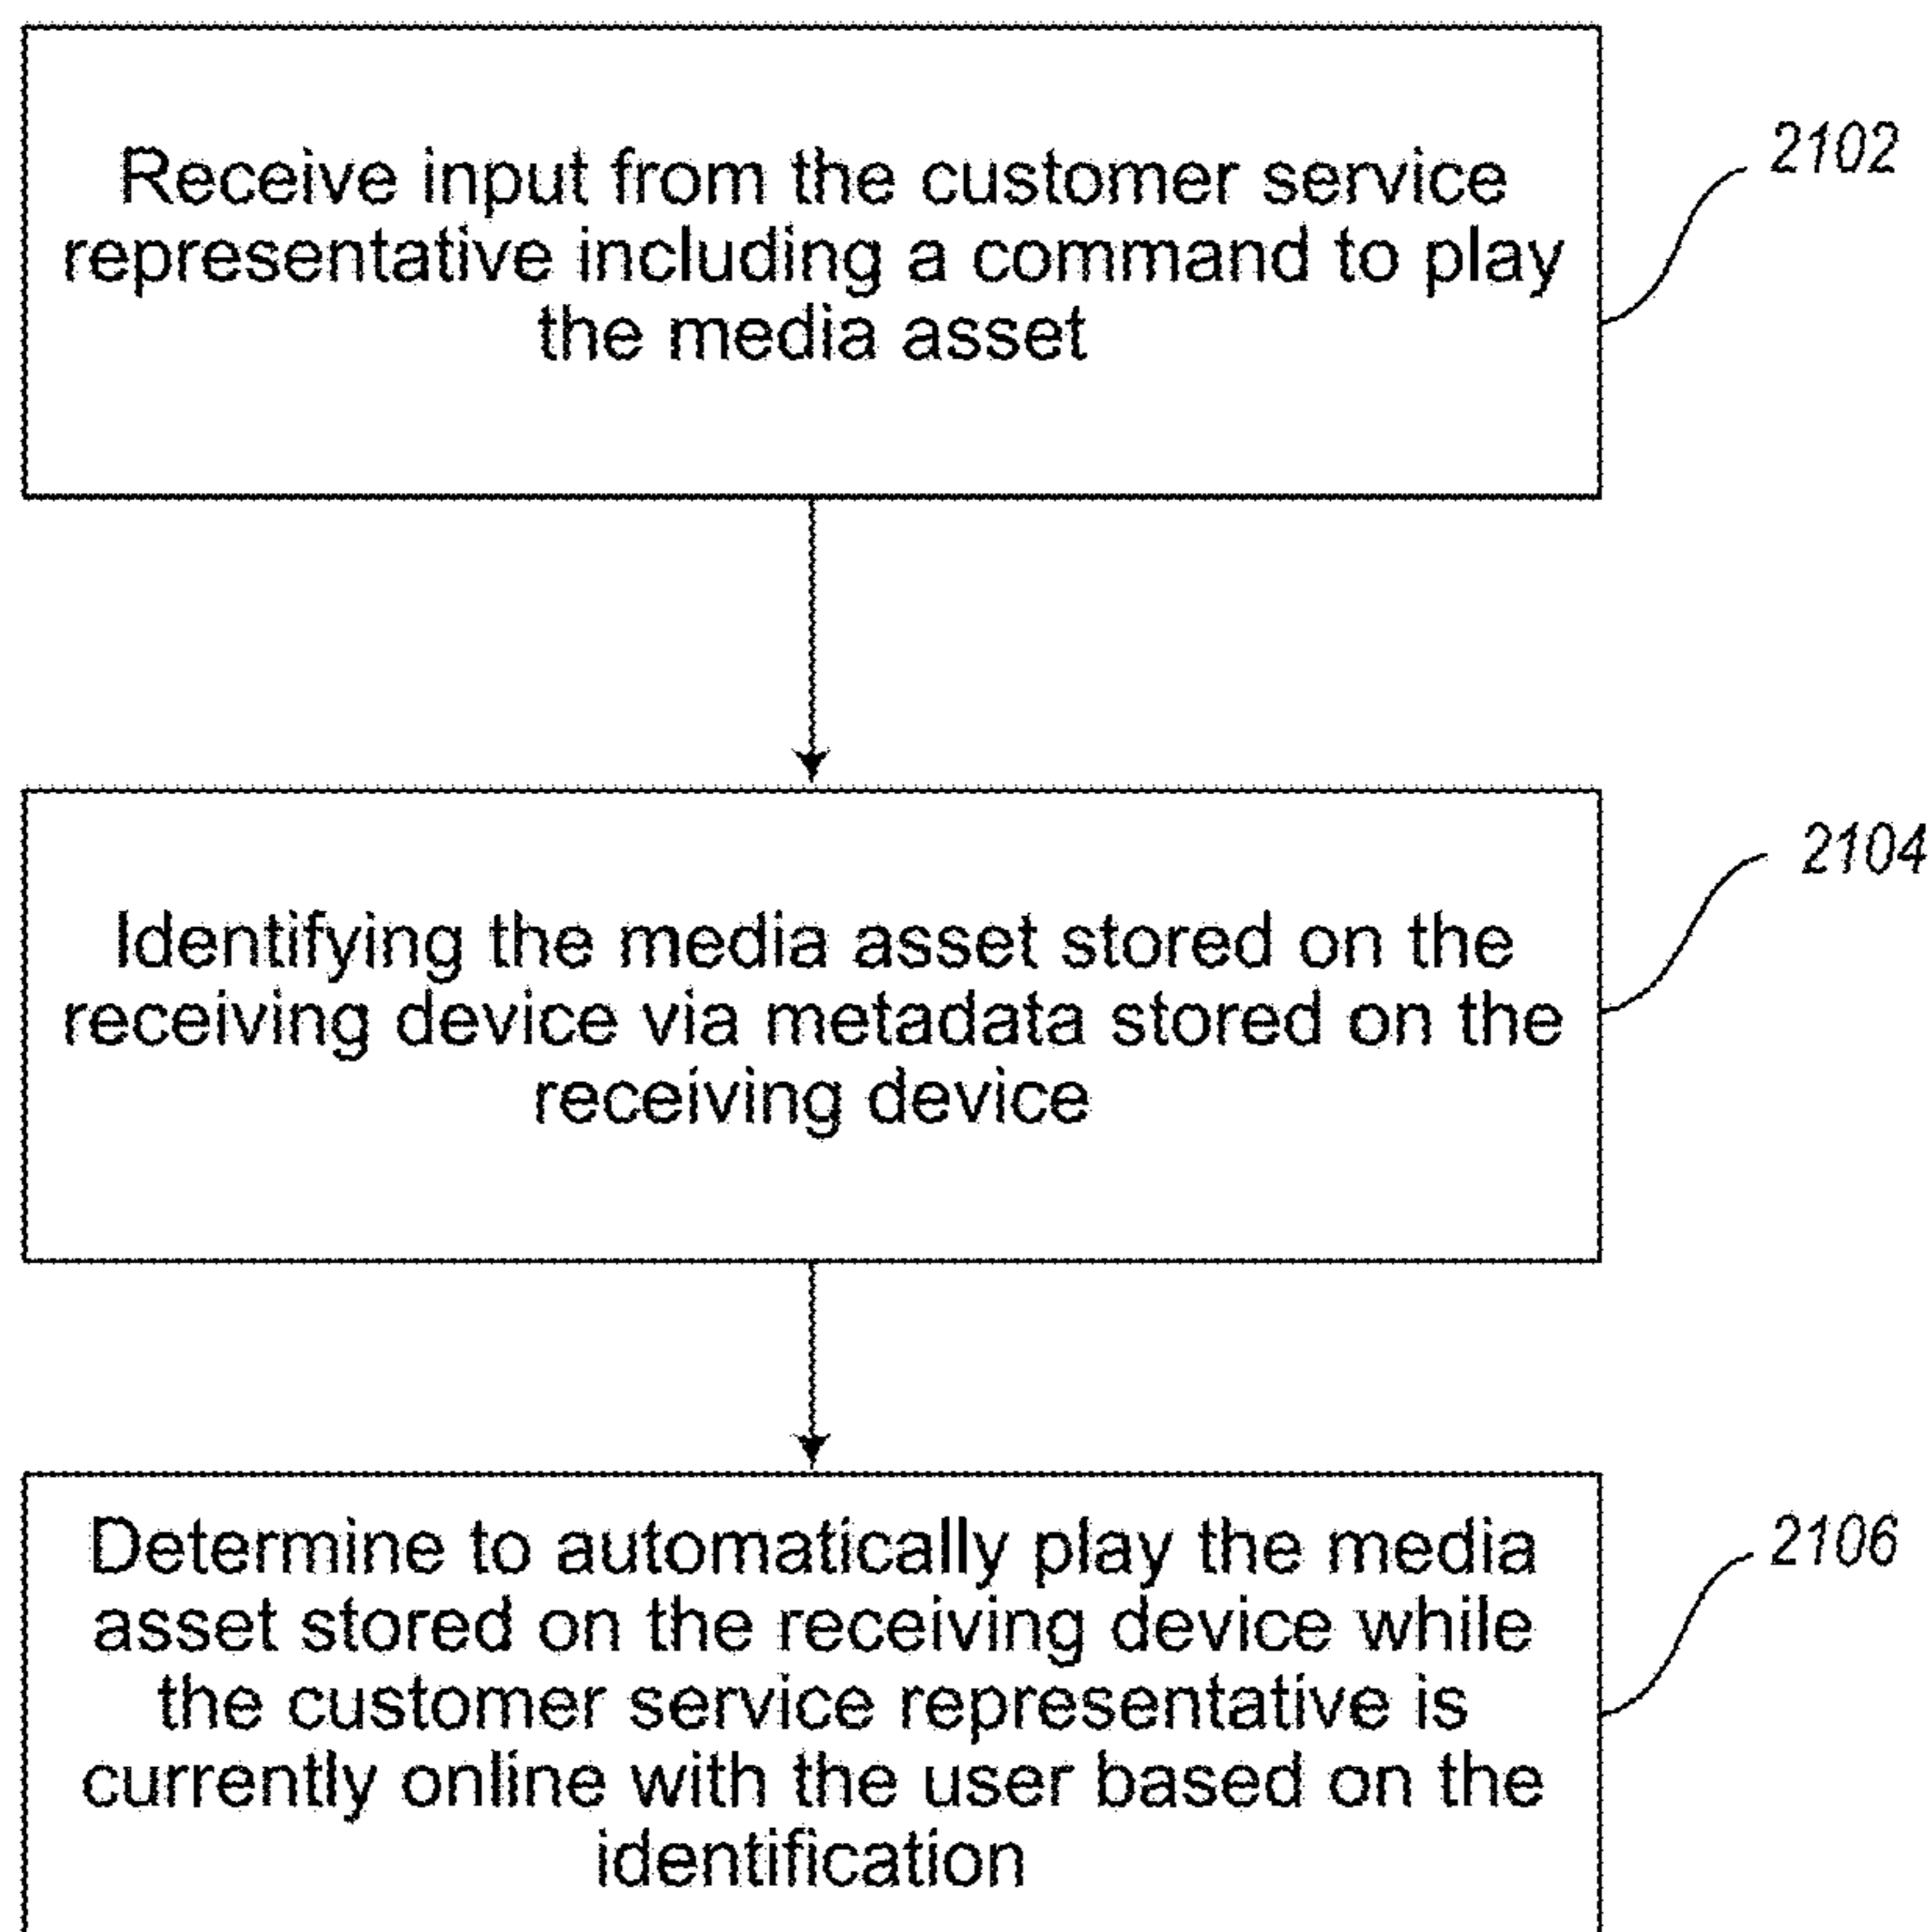 Receive input from the customer service
representative including a command to play
the media asset
2102
Identifying the media asset stored on the
receiving device via metadata stored on the
receiving device
2104
Determine to automatically play the media
asset stored on the receiving device while
the customer service representative is
currently online with the user based on the
identification
2106